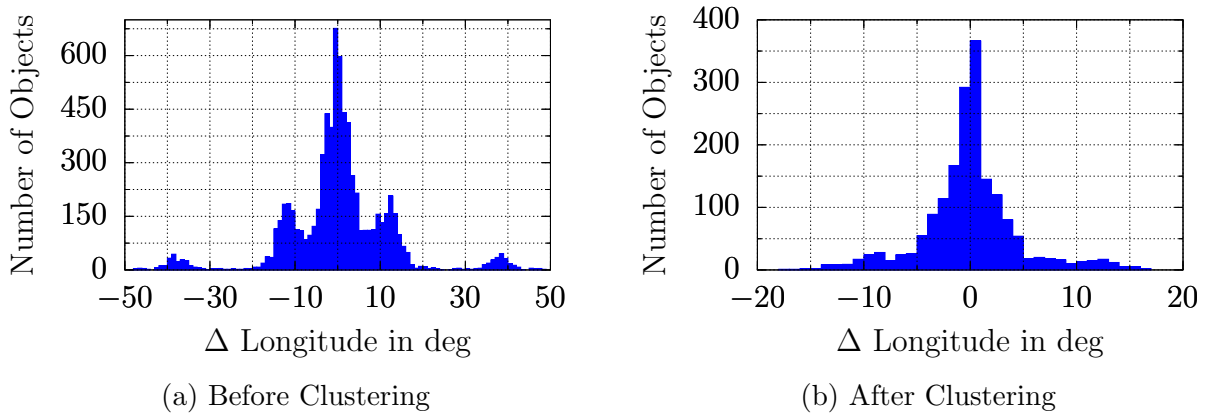 Number of Objects
600
450
300
150
0
−50 −30 −10 10 30 50
Δ Longitude in deg
(a) Before Clustering
Number of Objects
400
300
200
100
0
−20 −10 0 10 20
Δ Longitude in deg
(b) After Clustering